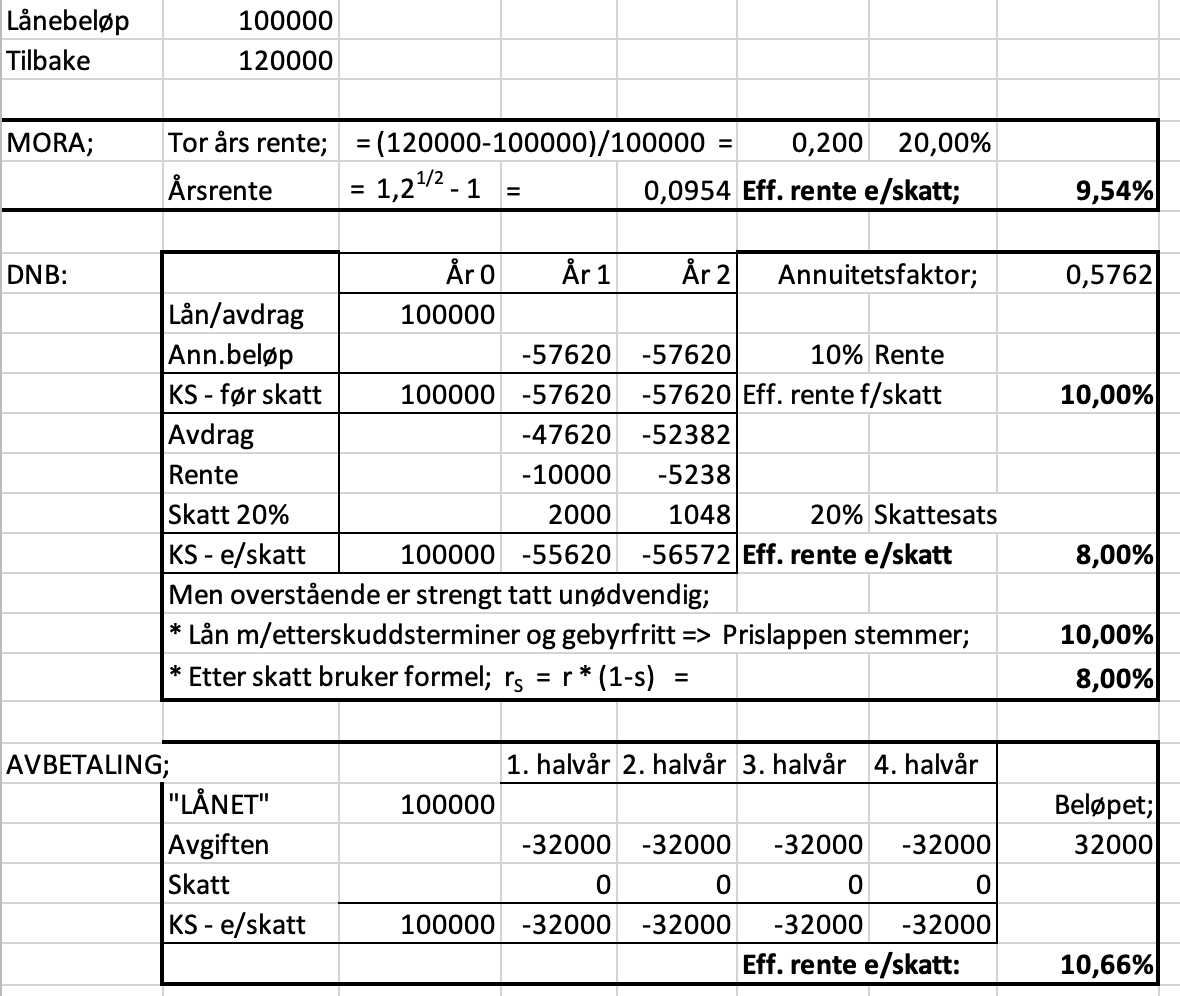 Lånebeløp 100000
Tilbake 120000
MORA; Tor års rente; = (120000-100000)/100000 = 0,200 20,00%
Årsrente = 1,2^1/2 - 1 = 0,0954 Eff. rente e/skatt; 9,54%
DNB: År 0 År 1 År 2 Annuitetsfaktor; 0,5762
Lån/avdrag 100000
Ann.beløp -57620 -57620 10% Rente
KS - før skatt 100000 -57620 -57620 Eff. rente f/skatt 10,00%
Avdrag -47620 -52382
Rente -10000 -5238
Skatt 20% 2000 1048 20% Skattesats
KS - e/skatt 100000 -55620 -56572 Eff. rente e/skatt 8,00%
Men overstående er strengt tatt unødvendig;
* Lån m/etterskuddsterminer og gebyrfritt => Prislappen stemmer; 10,00%
* Etter skatt bruker formel; rS = r * (1-s) = 8,00%
AVBETALING; 1. halvår 2. halvår 3. halvår 4. halvår
"LÅNET" 100000 Beløpet;
Avgiften -32000 -32000 -32000 -32000 32000
Skatt 0 0 0 0
KS - e/skatt 100000 -32000 -32000 -32000 -32000
Eff. rente e/skatt: 10,66%